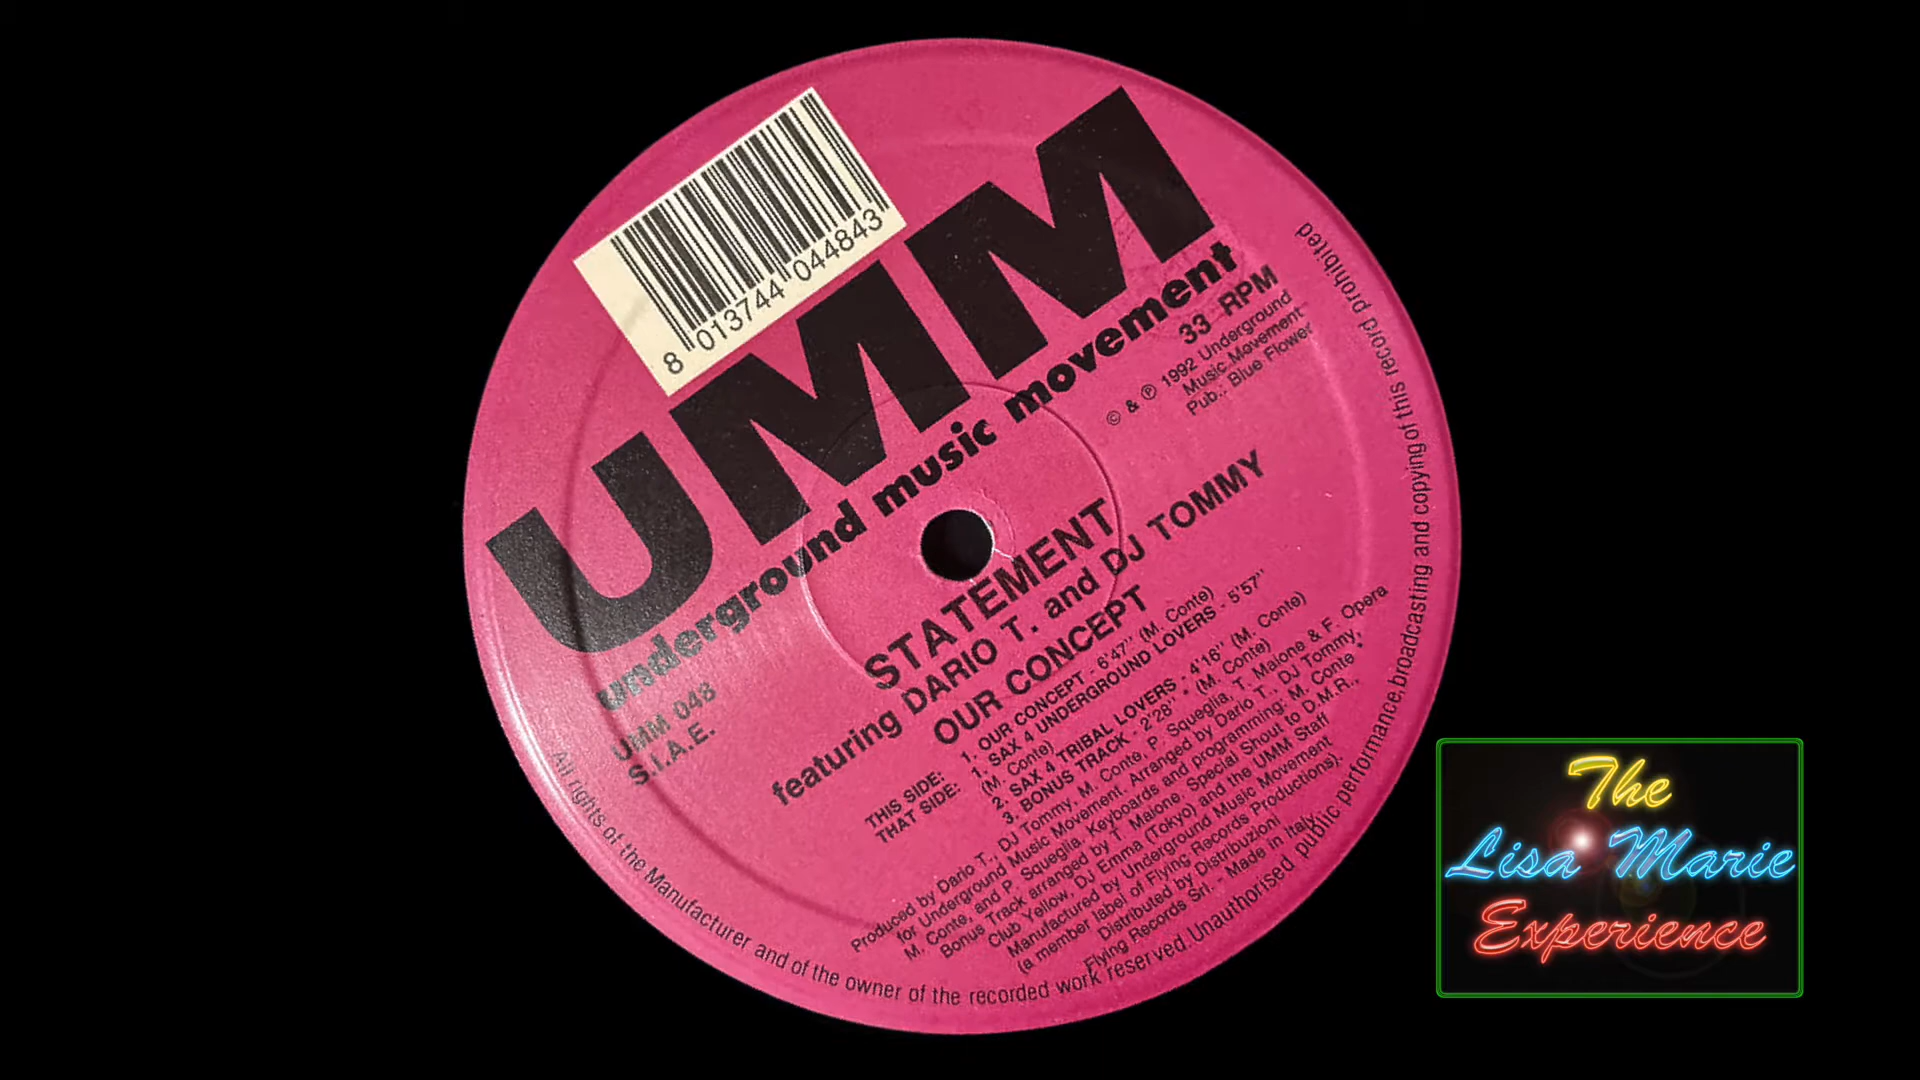 8 013744 044843
UMM
underground music movement
33 RPM
© & ℗ 1992 Underground
Music Movement
Pub.: Blue Flower
UMM 048
S.I.A.E.
STATEMENT
featuring DARIO T. and DJ TOMMY
OUR CONCEPT
THIS SIDE: 1. OUR CONCEPT - 6'47'' (M. Conte)
THAT SIDE: 1. SAX 4 UNDERGROUND LOVERS - 5'57''
(M. Conte)
2. SAX 4 TRIBAL LOVERS - 4'16'' (M. Conte)
3. BONUS TRACK - 2'28'' * (M. Conte)
Produced by Dario T., DJ Tommy, M. Conte, P. Squeglia, T. Maione & F. Opera
for Underground Music Movement. Arranged by Dario T., DJ Tommy,
M. Conte, and P. Squeglia. Keyboards and programming: M. Conte *
Bonus Track arranged by T. Maione. Special Shout to D.M.R.,
Club Yellow, DJ Emma (Tokyo) and the UMM Staff
Manufactured by Underground Music Movement
(a member label of Flying Records Productions).
Distributed by Distribuzioni
Flying Records Srl. - Made in Italy
All rights of the Manufacturer and of the owner of the recorded work reserved. Unauthorised public performance, broadcasting and copying of this record prohibited
The
Lisa Marie
Experience